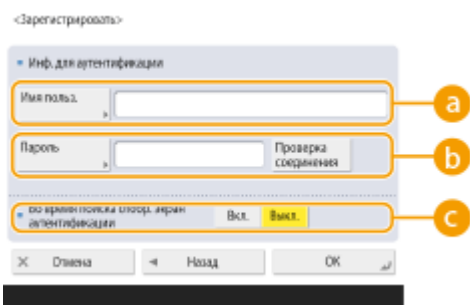 <Зарегистрировать>
Инф. для аутентификации
Имя польз.
a
Пароль
Проверка
соединения
b
Во время поиска отобр. экран
аутентификации
Вкл.
Выкл.
c
Отмена
Назад
OK